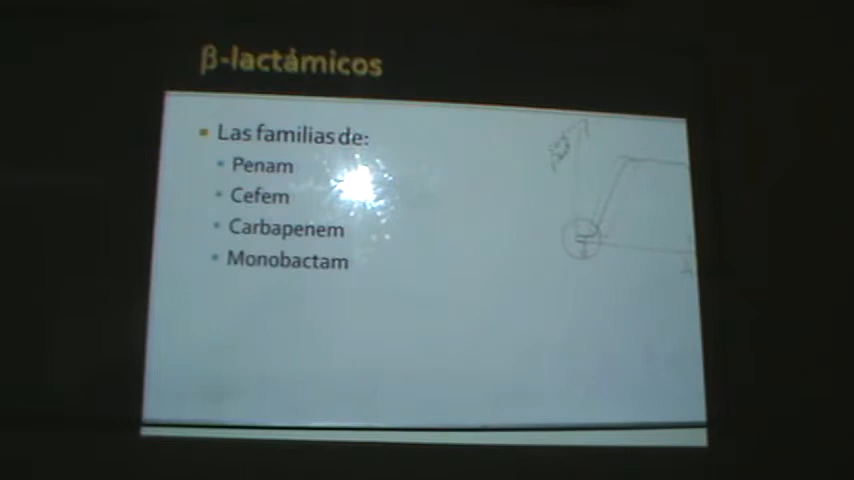 β-lactámicos
Las familias de:
Penam
Cefem
Carbapenem
Monobactam